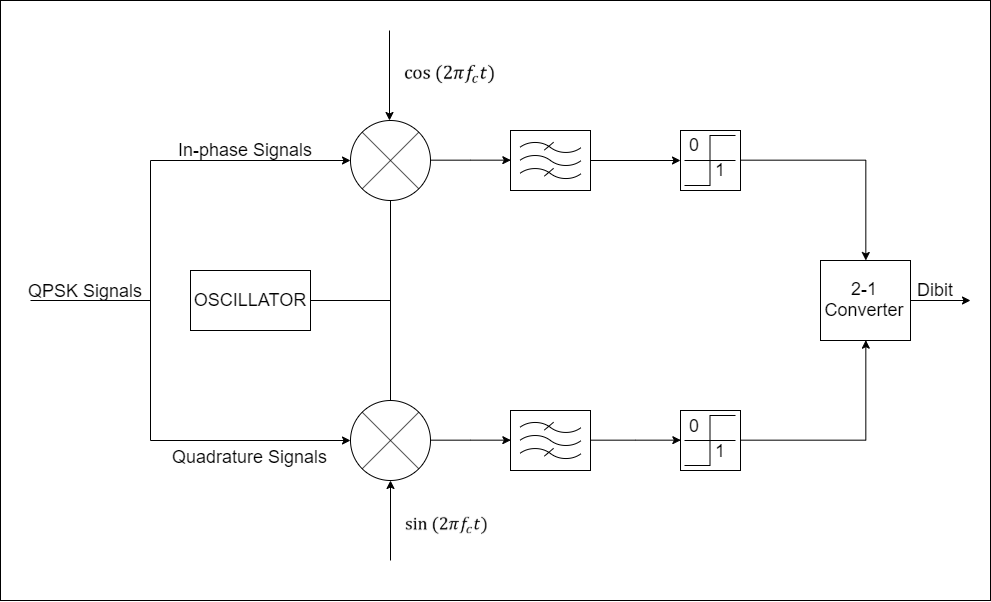 cos (2πf_c t)
In-phase Signals
0
1
QPSK Signals
OSCILLATOR
2-1
Converter
Dibit
Quadrature Signals
0
1
sin (2πf_c t)